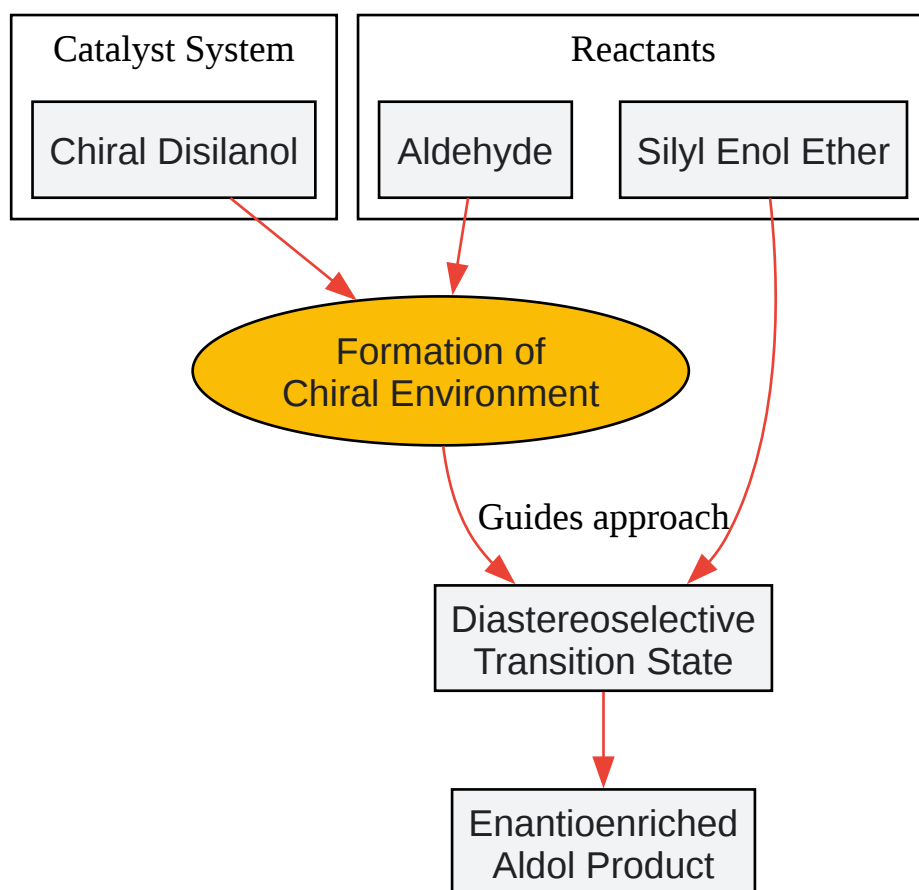 Catalyst System
Reactants
Chiral Disilanol
Aldehyde
Silyl Enol Ether
Formation of
Chiral Environment
Guides approach
Diastereoselective
Transition State
Enantioenriched
Aldol Product